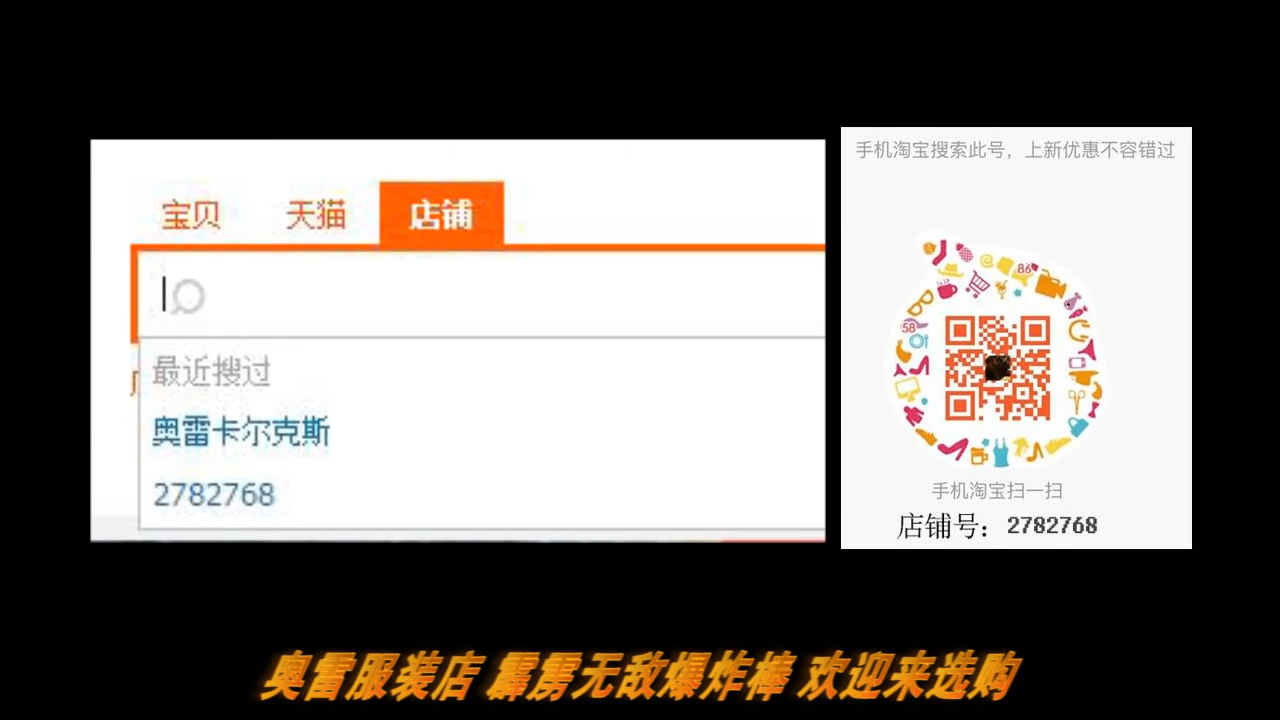 宝贝 天猫 店铺
最近搜过
奥雷卡尔克斯
2782768
手机淘宝搜索此号，上新优惠不容错过
86
58
手机淘宝扫一扫
店铺号：2782768
奥雷服装店 霹雳无敌爆炸棒 欢迎来选购